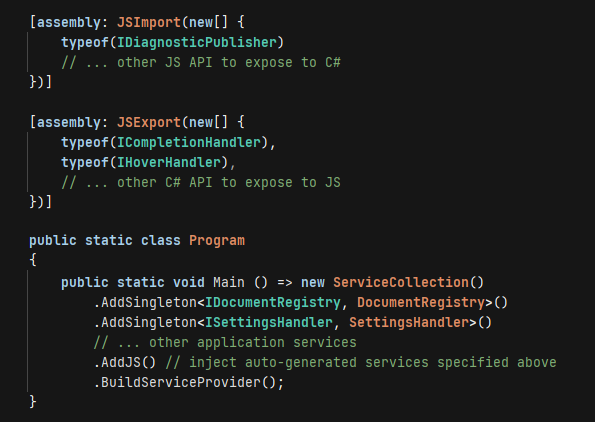 [assembly: JSImport(new[] {
    typeof(IDiagnosticPublisher)
    // ... other JS API to expose to C#
})]

[assembly: JSExport(new[] {
    typeof(ICompletionHandler),
    typeof(IHoverHandler),
    // ... other C# API to expose to JS
})]

public static class Program
{
    public static void Main () => new ServiceCollection()
        .AddSingleton<IDocumentRegistry, DocumentRegistry>()
        .AddSingleton<ISettingsHandler, SettingsHandler>()
        // ... other application services
        .AddJS() // inject auto-generated services specified above
        .BuildServiceProvider();
}